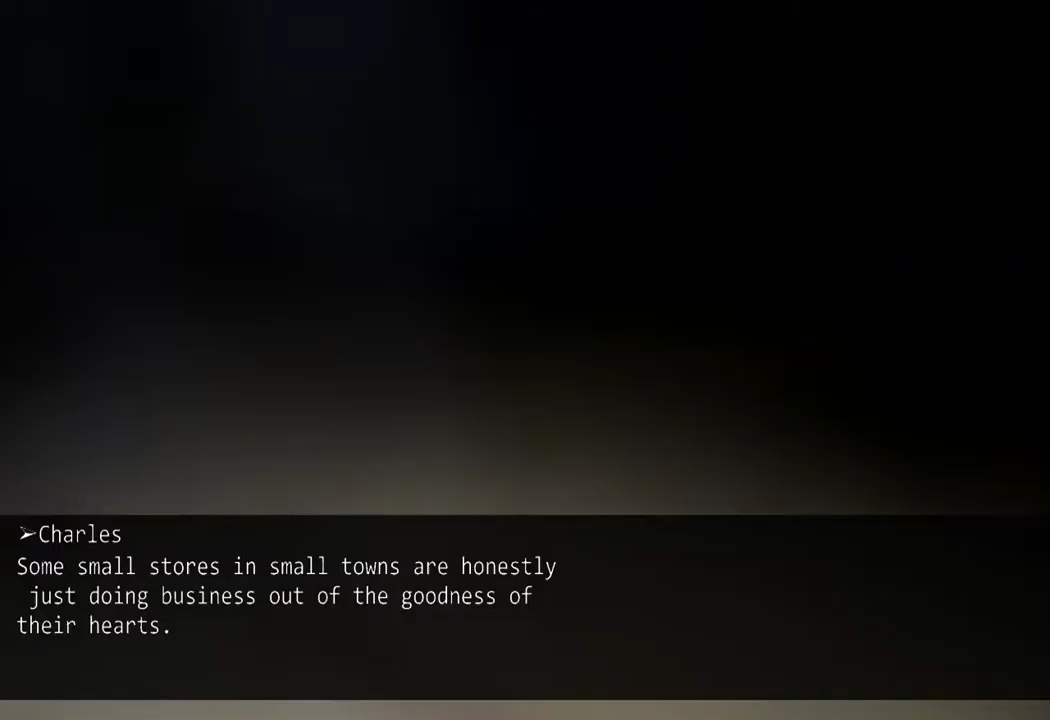 ➢Charles
Some small stores in small towns are honestly
just doing business out of the goodness of
their hearts.